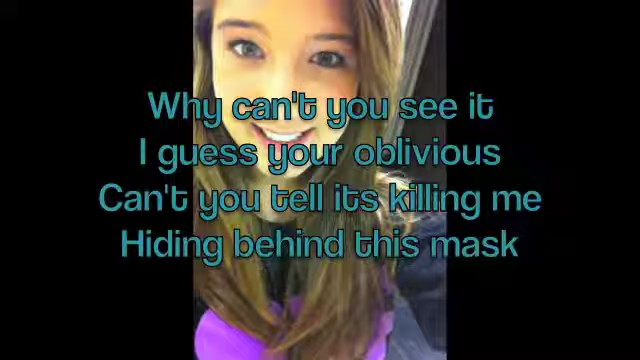 Why can't you see it
I guess your oblivious
Can't you tell its killing me
Hiding behind this mask